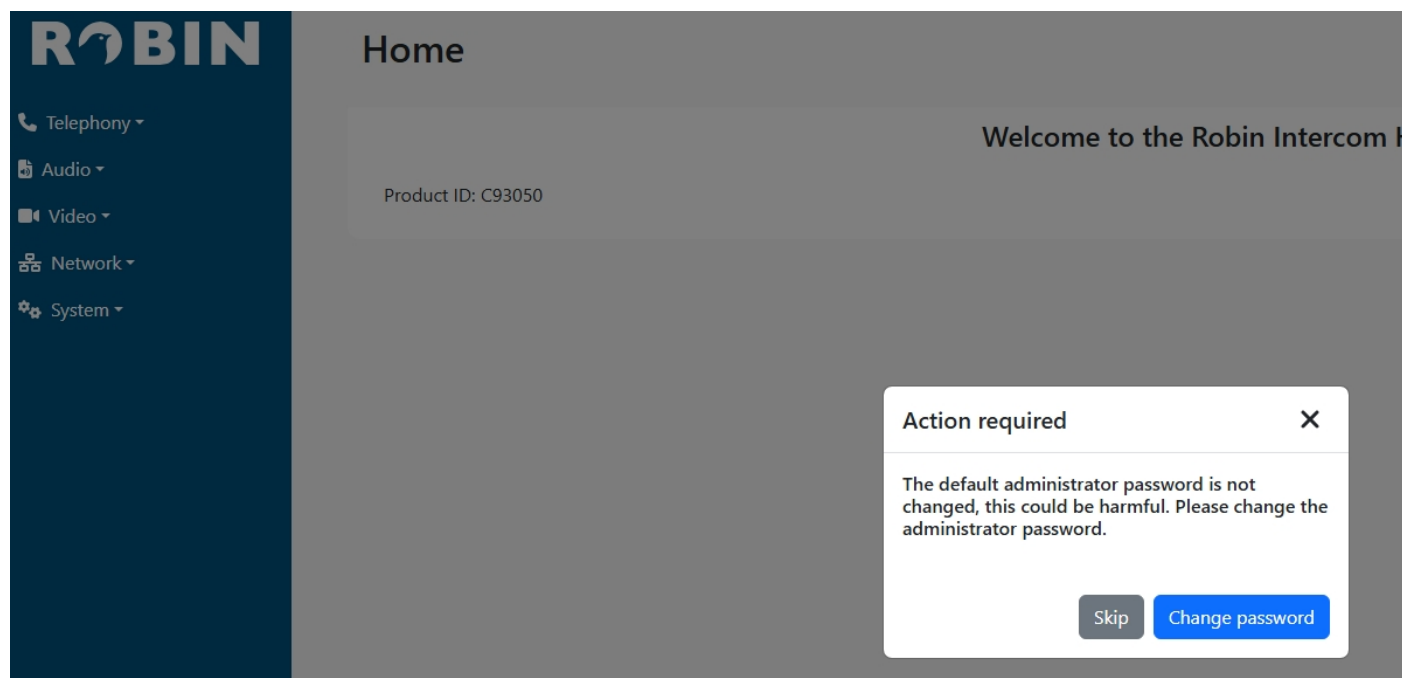 ROBIN
Home
Telephony
Audio
Video
Network
System
Welcome to the Robin Intercom
Product ID: C93050
Action required
The default administrator password is not
changed, this could be harmful. Please change the
administrator password.
Skip
Change password